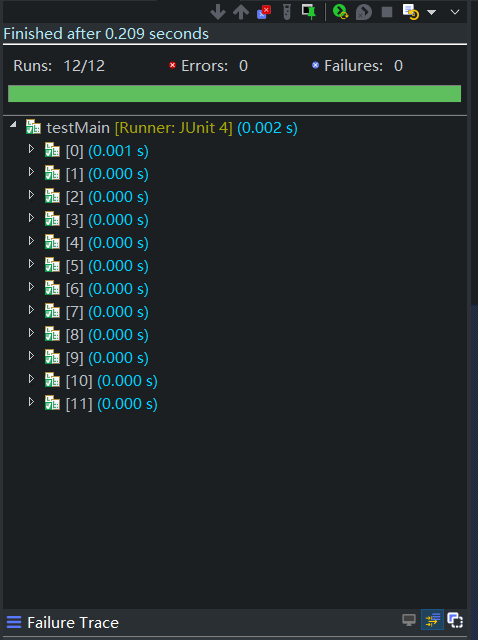 Finished after 0.209 seconds
Runs: 12/12 Errors: 0 Failures: 0
testMain [Runner: JUnit 4] (0.002 s)
[0] (0.001 s)
[1] (0.000 s)
[2] (0.000 s)
[3] (0.000 s)
[4] (0.000 s)
[5] (0.000 s)
[6] (0.000 s)
[7] (0.000 s)
[8] (0.000 s)
[9] (0.000 s)
[10] (0.000 s)
[11] (0.000 s)
Failure Trace